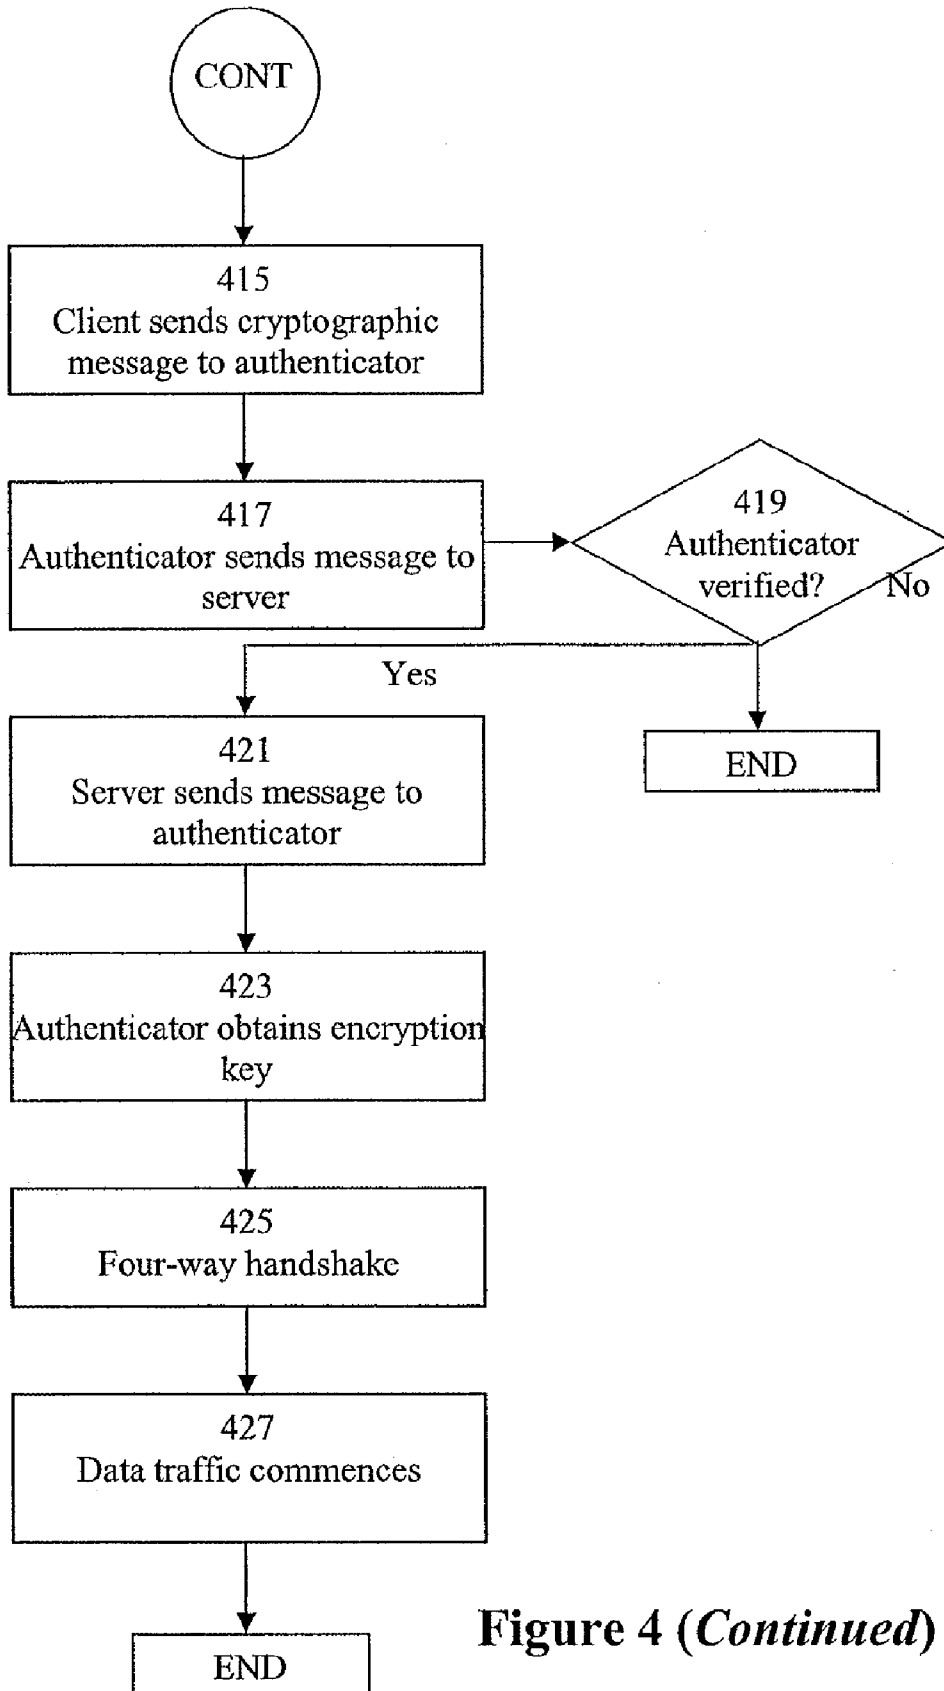 CONT
415
Client sends cryptographic
message to authenticator
417
Authenticator sends message to
server
419
Authenticator
verified?
No
Yes
421
Server sends message to
authenticator
END
423
Authenticator obtains encryption
key
425
Four-way handshake
427
Data traffic commences
END
Figure 4 (Continued)